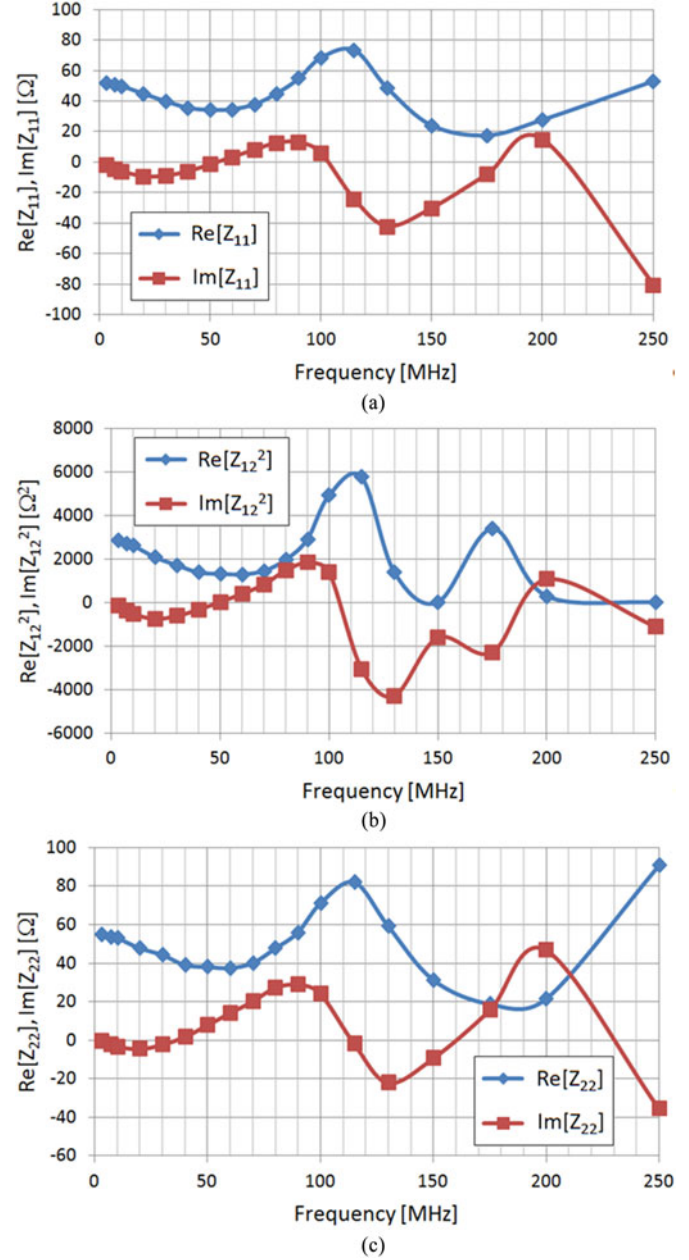 100
80
60
40
20
0
-20
-40
-60
-80
-100
Re[Z₁₁], Im[Z₁₁] [Ω]
Re[Z₁₁]
Im[Z₁₁]
0 50 100 150 200 250
Frequency [MHz]
(a)
8000
6000
4000
2000
0
-2000
-4000
-6000
Re[Z₁₂²], Im[Z₁₂²] [Ω²]
Re[Z₁₂²]
Im[Z₁₂²]
0 50 100 150 200 250
Frequency [MHz]
(b)
100
80
60
40
20
0
-20
-40
-60
Re[Z₂₂], Im[Z₂₂] [Ω]
Re[Z₂₂]
Im[Z₂₂]
0 50 100 150 200 250
Frequency [MHz]
(c)